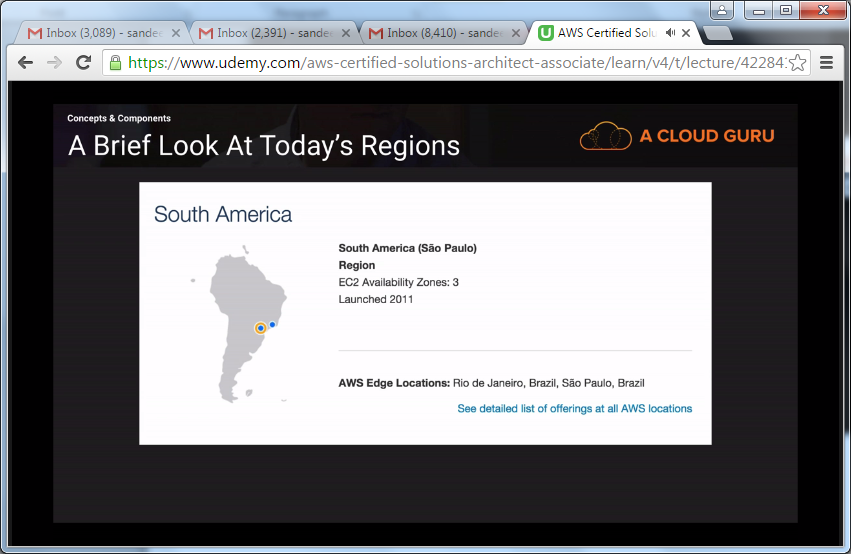 Inbox (3,089) - sandee
Inbox (2,391) - sandee
Inbox (8,410) - sandee
AWS Certified Solu
https://www.udemy.com/aws-certified-solutions-architect-associate/learn/v4/t/lecture/42284
Concepts & Components
A Brief Look At Today's Regions
A CLOUD GURU
South America
South America (São Paulo)
Region
EC2 Availability Zones: 3
Launched 2011
AWS Edge Locations: Rio de Janeiro, Brazil, São Paulo, Brazil
See detailed list of offerings at all AWS locations